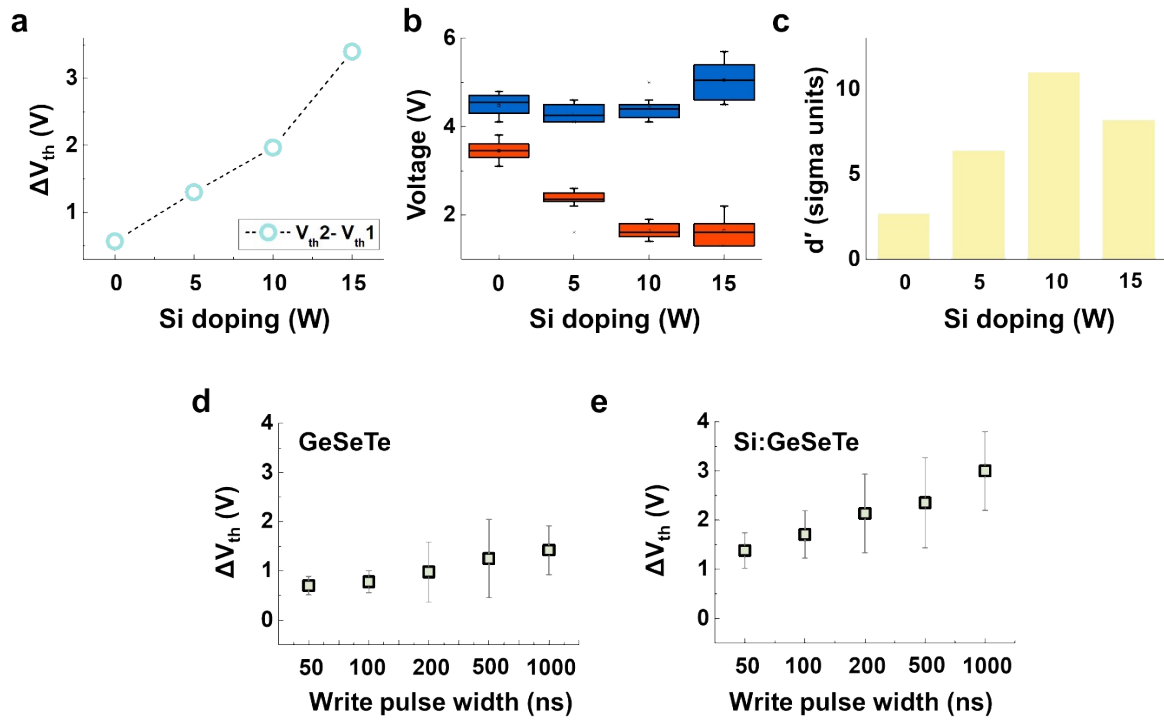 a
3
2
1
ΔVth (V)
Vth2- Vth1
0 5 10 15
Si doping (W)
b
6
4
2
Voltage (V)
0 5 10 15
Si doping (W)
c
10
5
0
d′ (sigma units)
0 5 10 15
Si doping (W)
d
GeSeTe
4
3
2
1
0
ΔVth (V)
50 100 200 500 1000
Write pulse width (ns)
e
Si:GeSeTe
4
3
2
1
0
ΔVth (V)
50 100 200 500 1000
Write pulse width (ns)